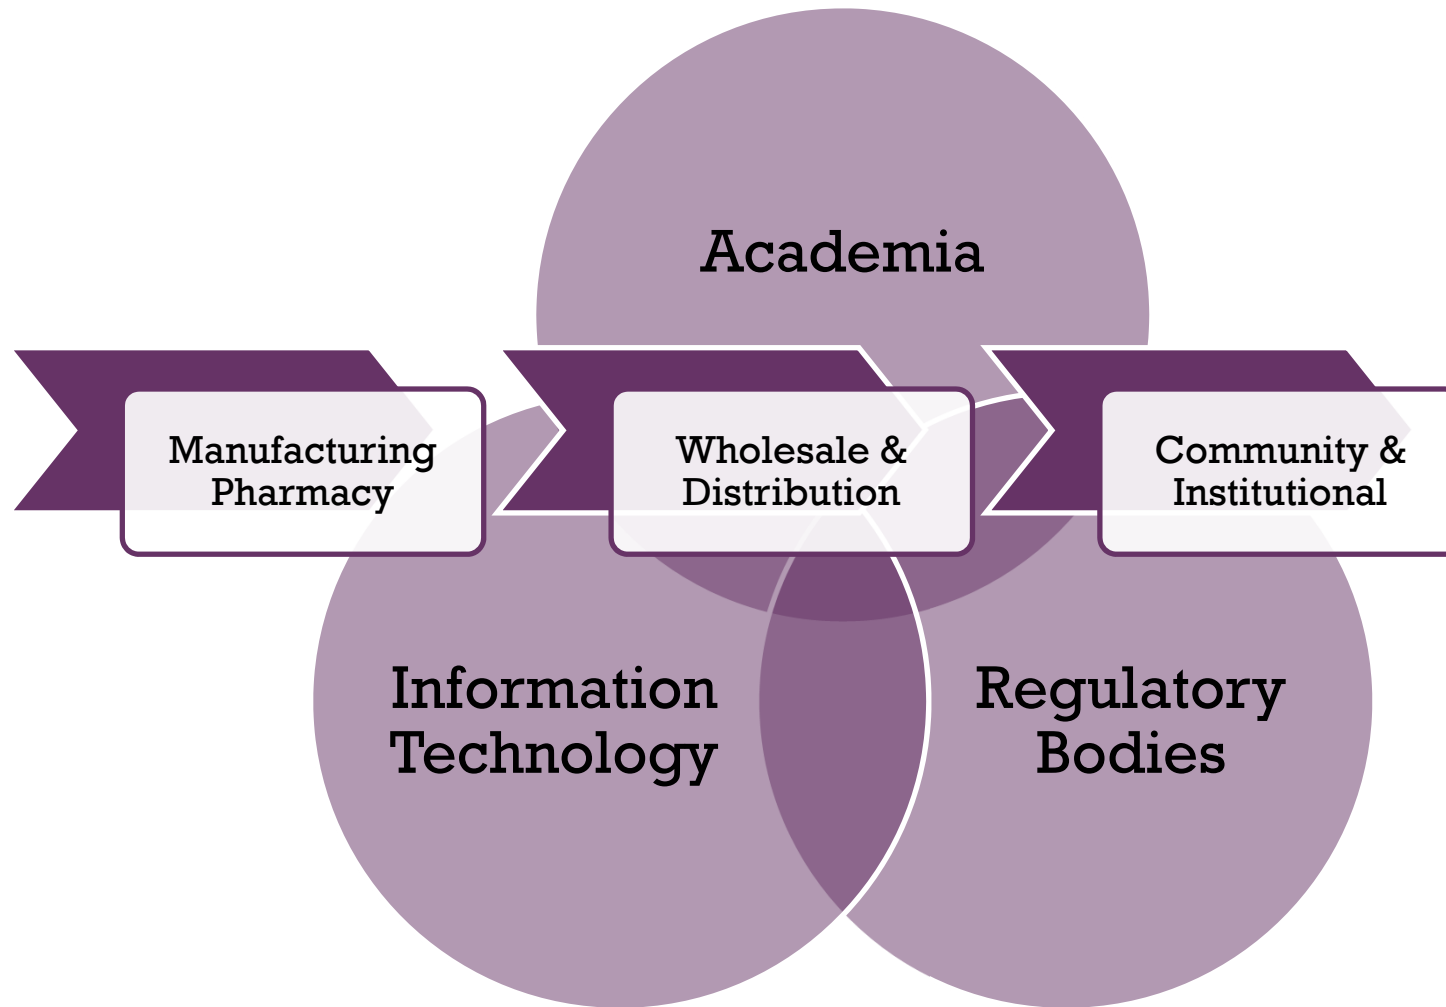 Academia
Manufacturing
Pharmacy
Wholesale &
Distribution
Community &
Institutional
Information
Technology
Regulatory
Bodies